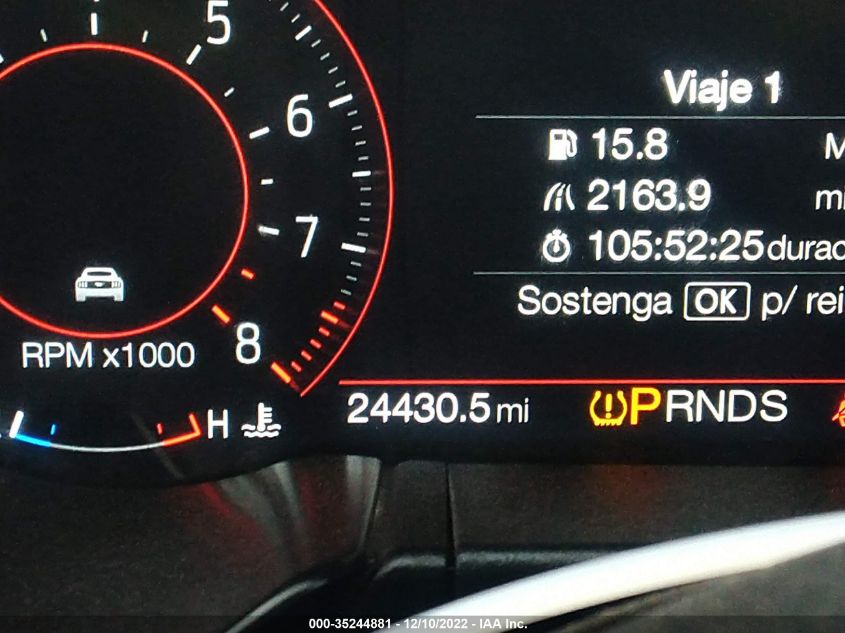 5
6
7
8
RPM x1000
H
Viaje 1
15.8 M
2163.9
105:52:25
Sostenga OK p/
24430.5 mi
PRNDS
000-35244881 - 12/10/2022 - IAA Inc.